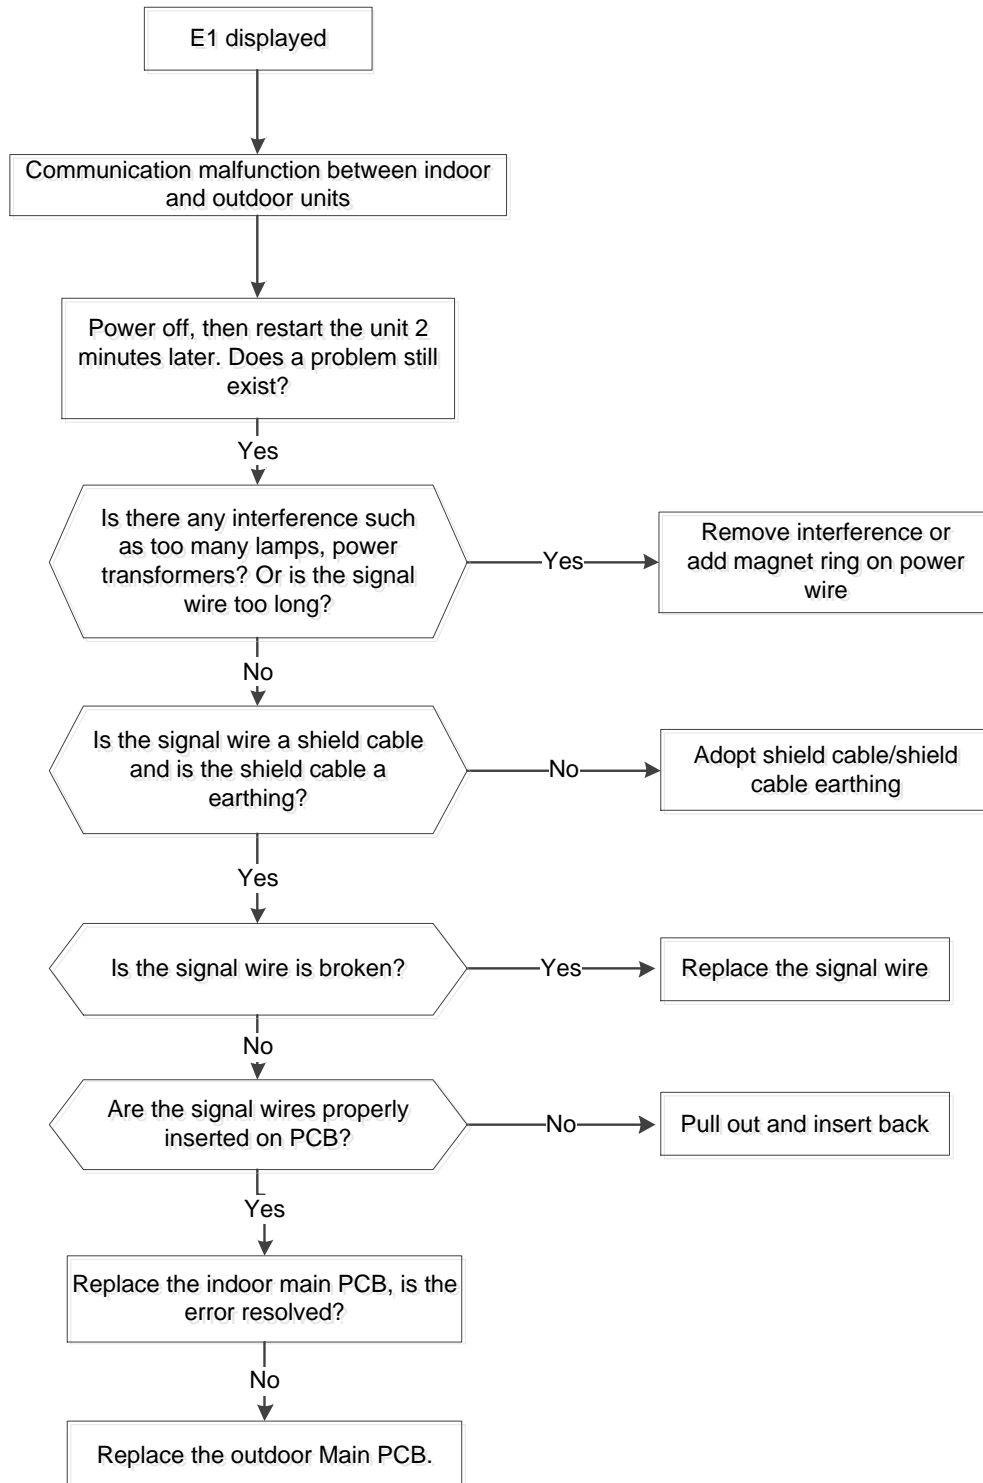 E1 displayed
Communication malfunction between indoor
and outdoor units
Power off, then restart the unit 2
minutes later. Does a problem still
exist?
Yes
Is there any interference such
as too many lamps, power
transformers? Or is the signal
wire too long?
Yes
Remove interference or
add magnet ring on power
wire
No
Is the signal wire a shield cable
and is the shield cable a
earthing?
No
Adopt shield cable/shield
cable earthing
Yes
Is the signal wire is broken?
Yes
Replace the signal wire
No
Are the signal wires properly
inserted on PCB?
No
Pull out and insert back
Yes
Replace the indoor main PCB, is the
error resolved?
No
Replace the outdoor Main PCB.